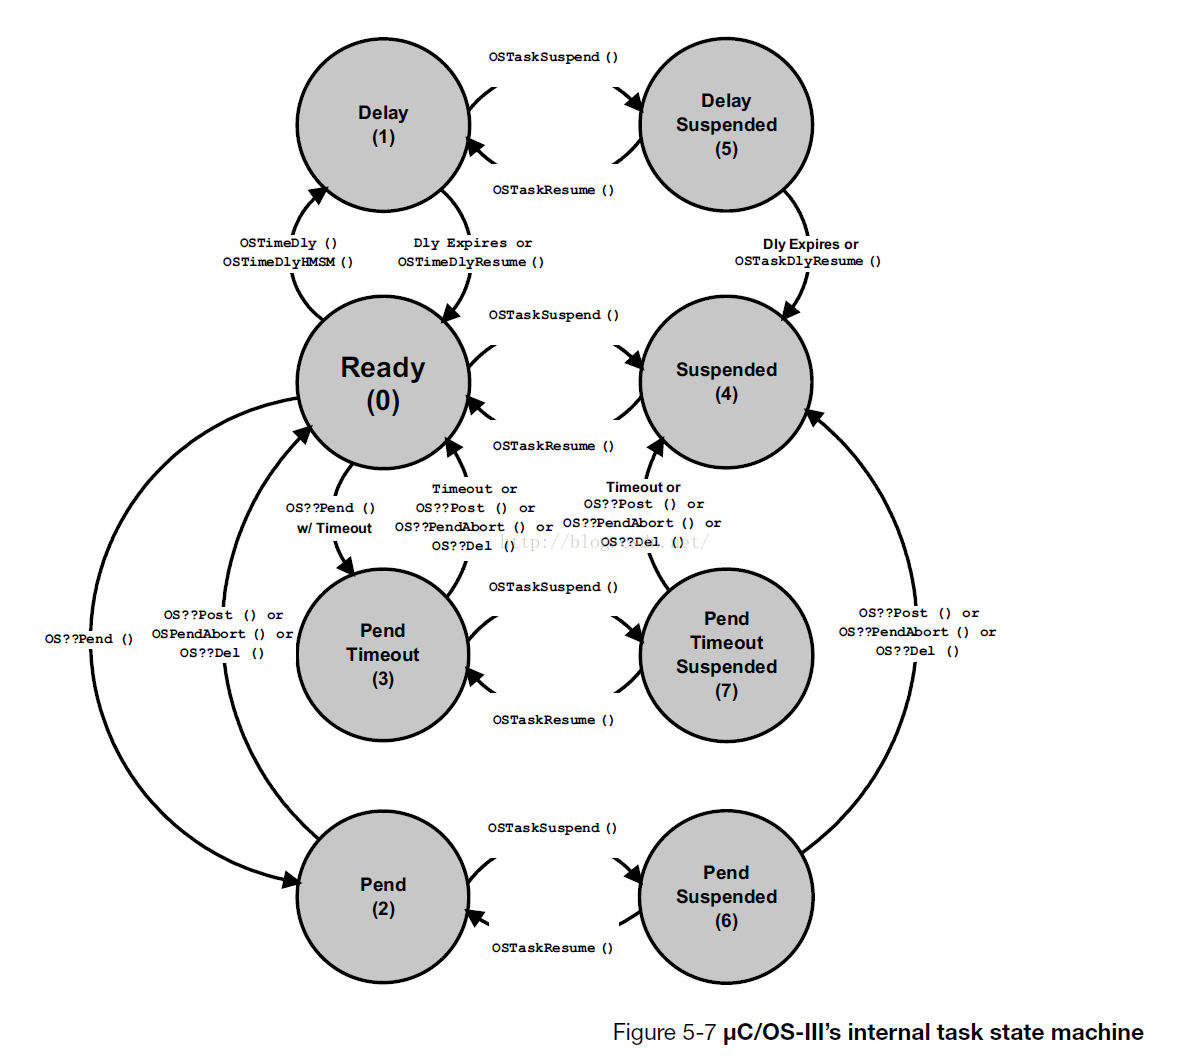 OSTaskSuspend ()
Delay
(1)
Delay
Suspended
(5)
OSTaskResume ()
OSTimeDly ()
OSTimeDlyHMSM ()
Dly Expires or
OSTimeDlyResume ()
Dly Expires or
OSTaskDlyResume ()
OSTaskSuspend ()
Ready
(0)
Suspended
(4)
OSTaskResume ()
OS??Pend ()
w/ Timeout
Timeout or
OS??Post () or
OS??PendAbort () or
OS??Del ()
Timeout or
OS??Post () or
OS??PendAbort () or
OS??Del ()
OSTaskSuspend ()
OS??Pend ()
OS??Post () or
OSPendAbort () or
OS??Del ()
Pend
Timeout
(3)
Pend
Timeout
Suspended
(7)
OS??Post () or
OS??PendAbort () or
OS??Del ()
OSTaskResume ()
OSTaskSuspend ()
Pend
(2)
Pend
Suspended
(6)
OSTaskResume ()
Figure 5-7 µC/OS-III's internal task state machine